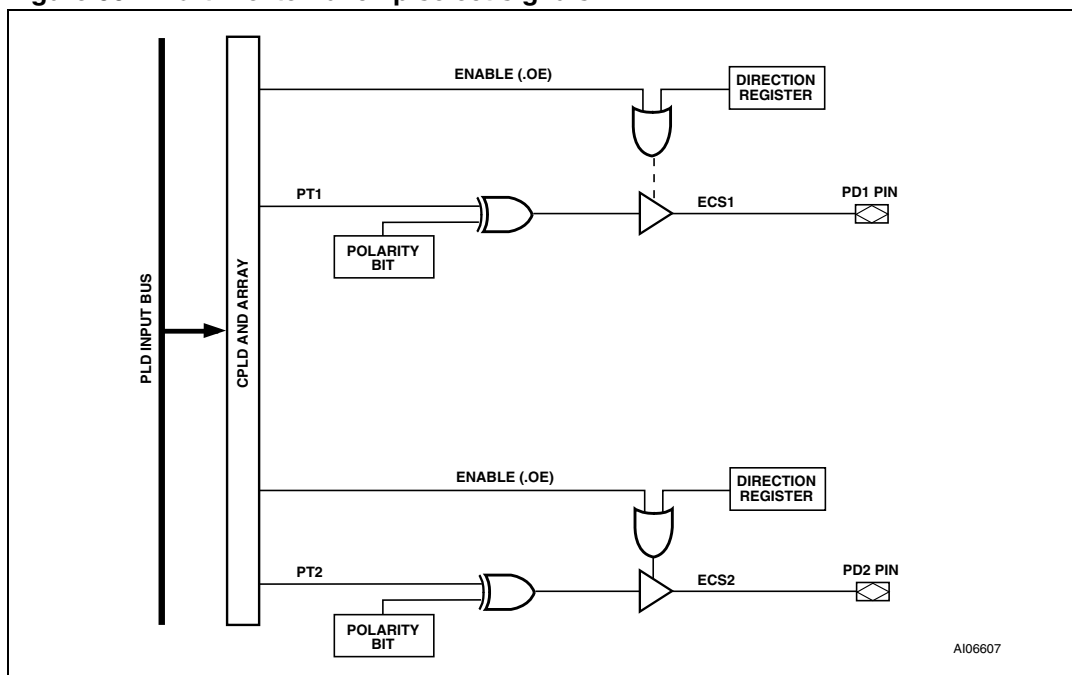 ENABLE (.OE)
DIRECTION
REGISTER
PT1
ECS1
PD1 PIN
POLARITY
BIT
PLD INPUT BUS
CPLD AND ARRAY
ENABLE (.OE)
DIRECTION
REGISTER
PT2
ECS2
PD2 PIN
POLARITY
BIT
AI06607